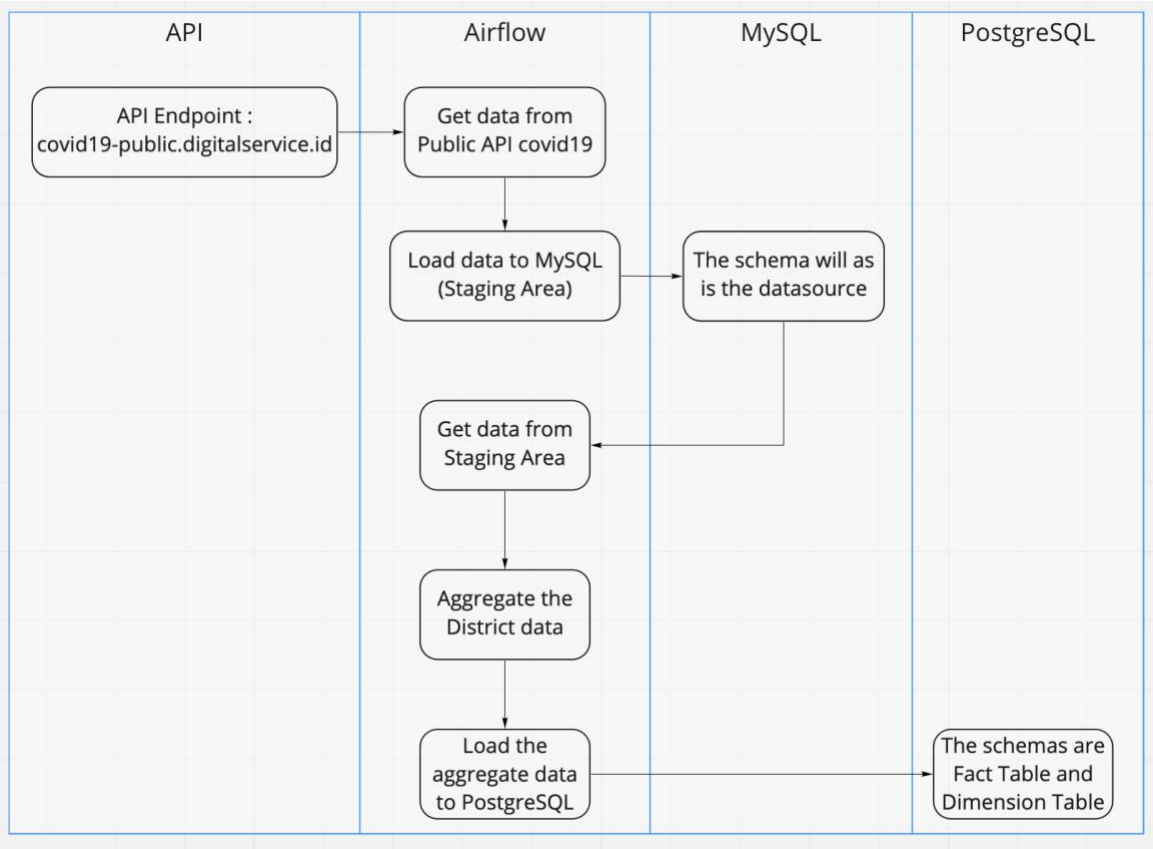 API
Airflow
MySQL
PostgreSQL
API Endpoint :
covid19-public.digitalservice.id
Get data from
Public API covid19
Load data to MySQL
(Staging Area)
The schema will as
is the datasource
Get data from
Staging Area
Aggregate the
District data
Load the
aggregate data
to PostgreSQL
The schemas are
Fact Table and
Dimension Table